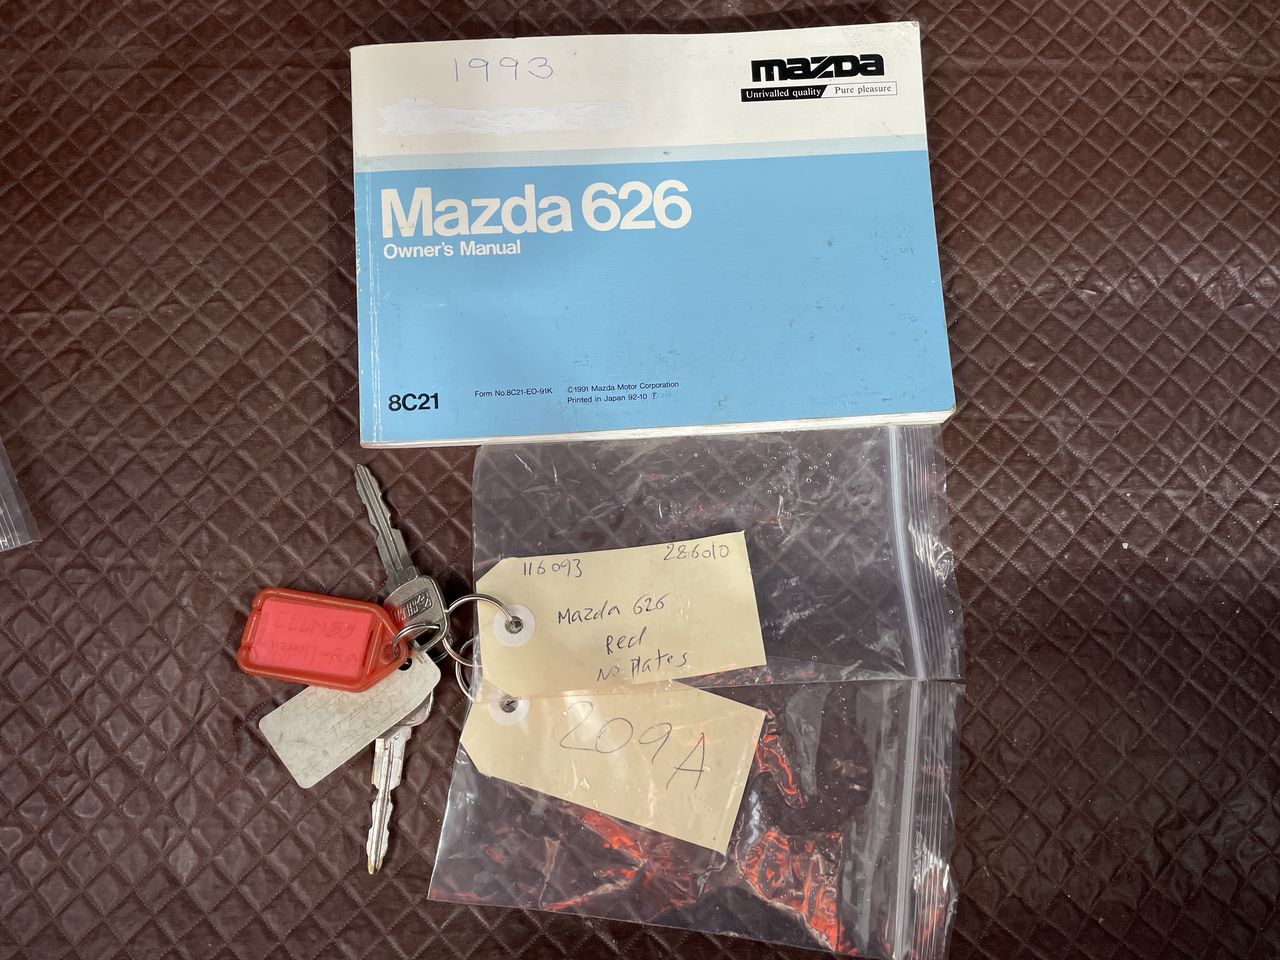 1993
mazda
Unrivalled quality Pure pleasure
Mazda 626
Owner's Manual
8C21
Form No.8C21-EO-91K
©1991 Mazda Motor Corporation
Printed in Japan 92-10 F
116093 286010
Mazda 626
Red
No Plates
209A